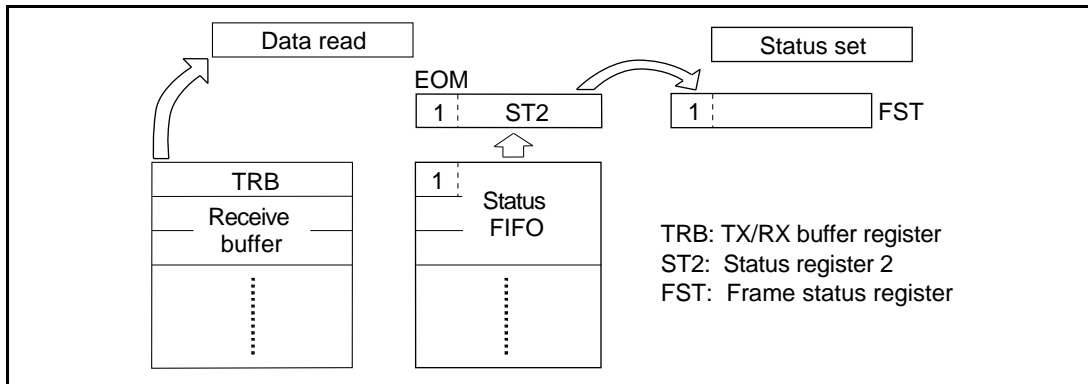 Data read
Status set
EOM
1 ST2
1 FST
TRB
Receive
buffer
1
Status
FIFO
TRB: TX/RX buffer register
ST2: Status register 2
FST: Frame status register